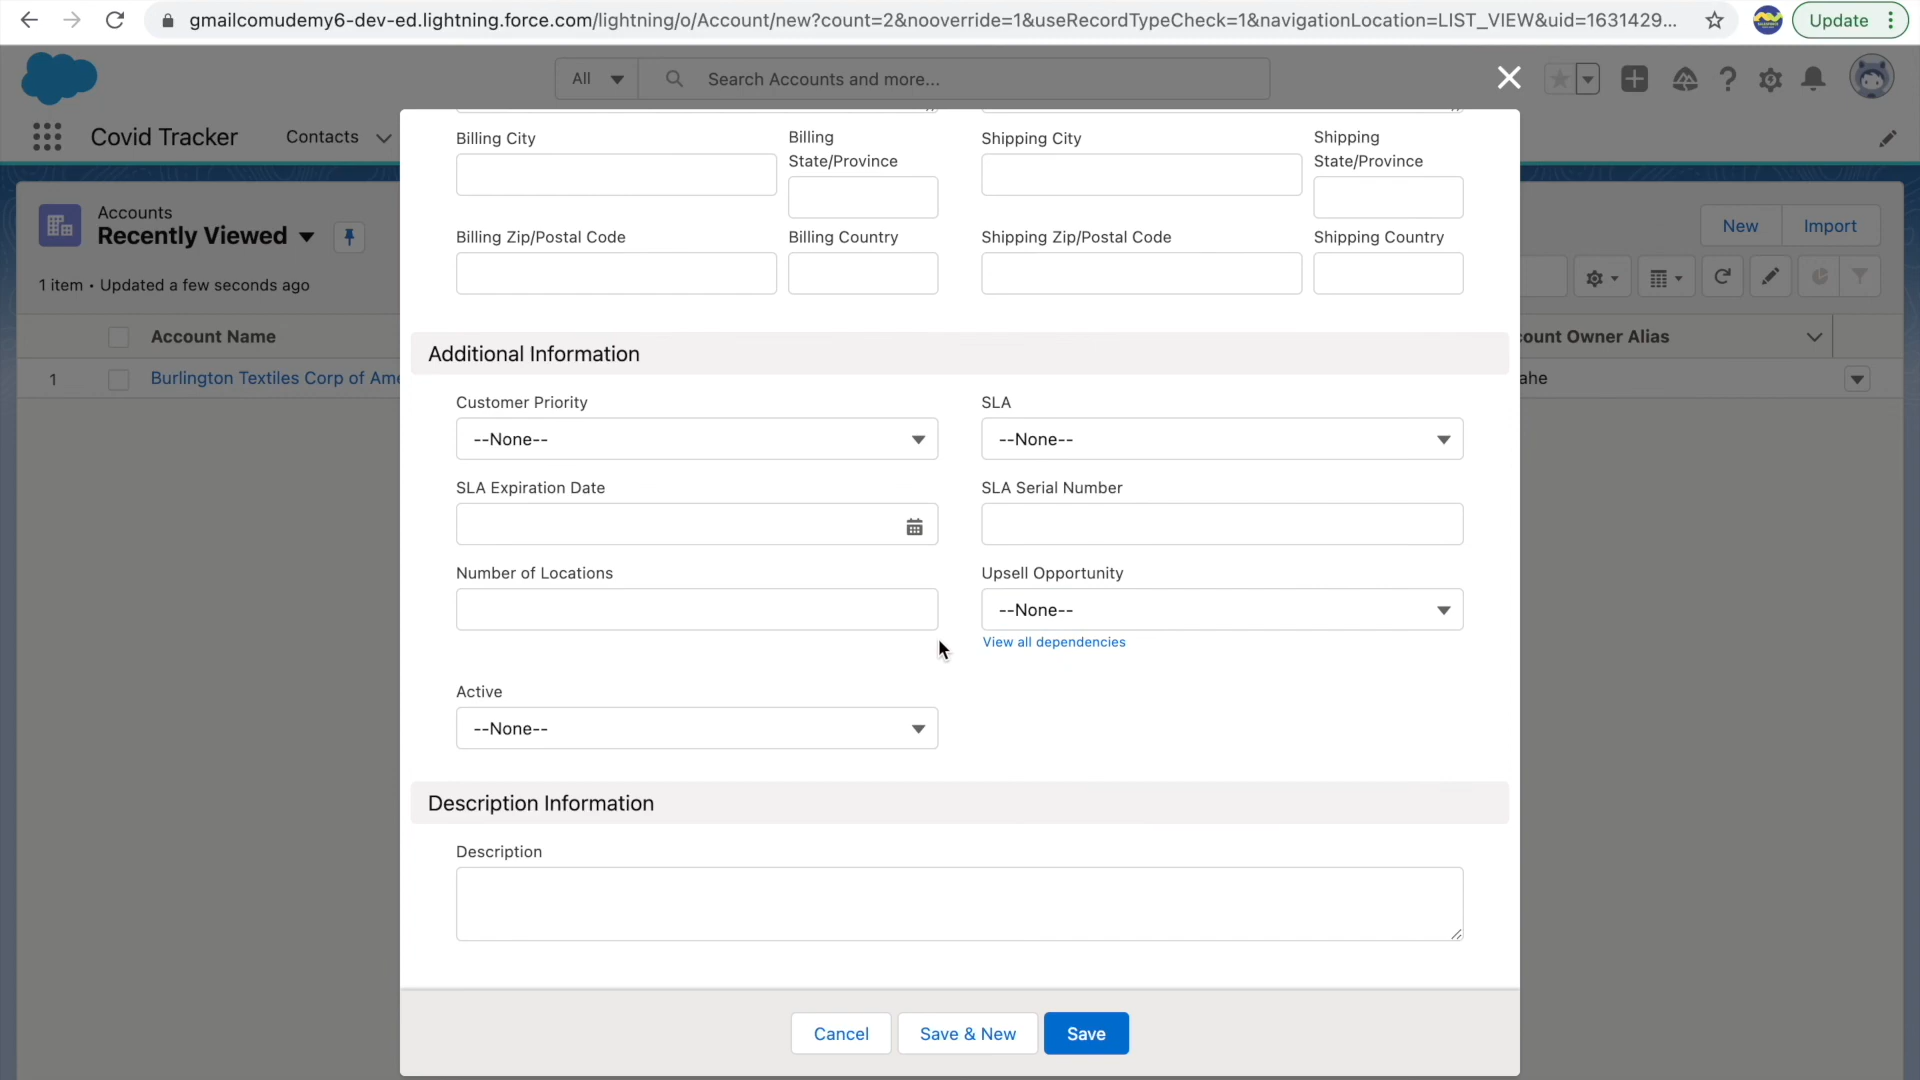 gmailcomudemy6-dev-ed.lightning.force.com/lightning/o/Account/new?count=2&nooverride=1&useRecordTypeCheck=1&navigationLocation=LIST_VIEW&uid=1631429...
Update
All
Search Accounts and more...
Covid Tracker
Contacts
Accounts
Recently Viewed
1 item • Updated a few seconds ago
New
Import
Account Name
ount Owner Alias
1
Burlington Textiles Corp of Ame
ahe
Billing City
Billing State/Province
Shipping City
Shipping State/Province
Billing Zip/Postal Code
Billing Country
Shipping Zip/Postal Code
Shipping Country
Additional Information
Customer Priority
SLA
--None--
--None--
SLA Expiration Date
SLA Serial Number
Number of Locations
Upsell Opportunity
--None--
View all dependencies
Active
--None--
Description Information
Description
Cancel
Save & New
Save